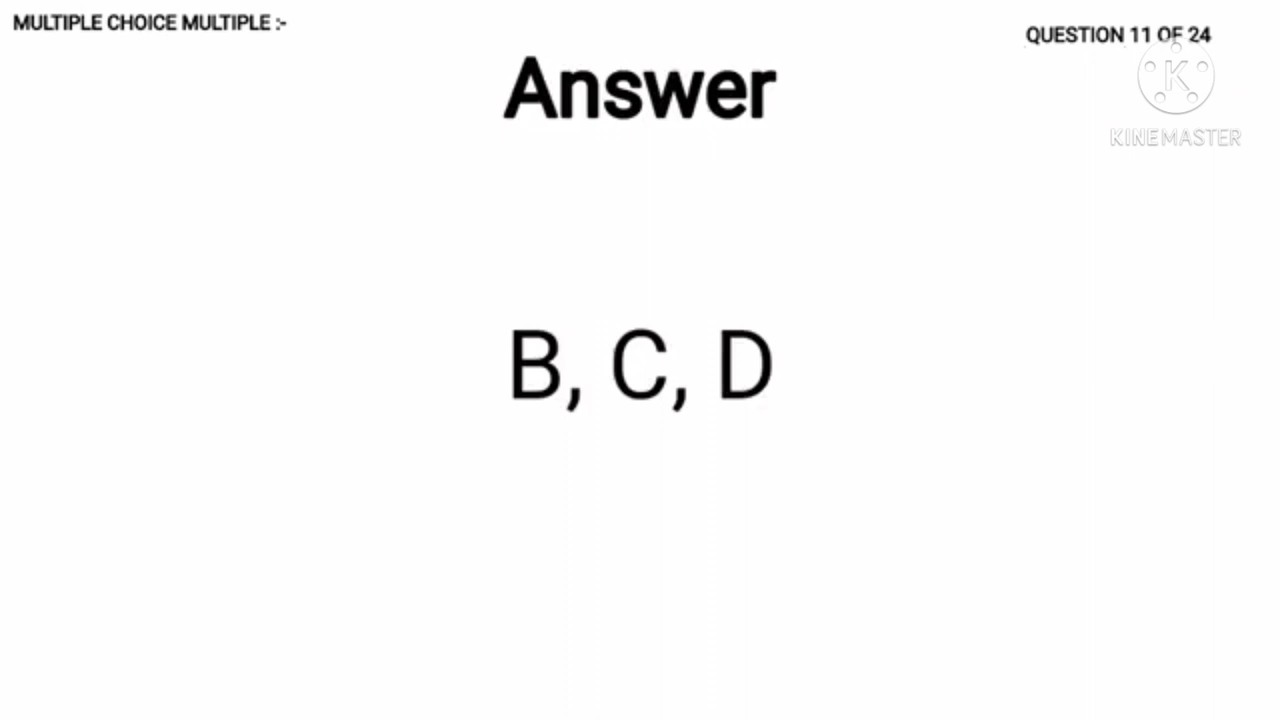 MULTIPLE CHOICE MULTIPLE :-
QUESTION 11 OF 24
Answer
K
KINEMASTER
B, C, D